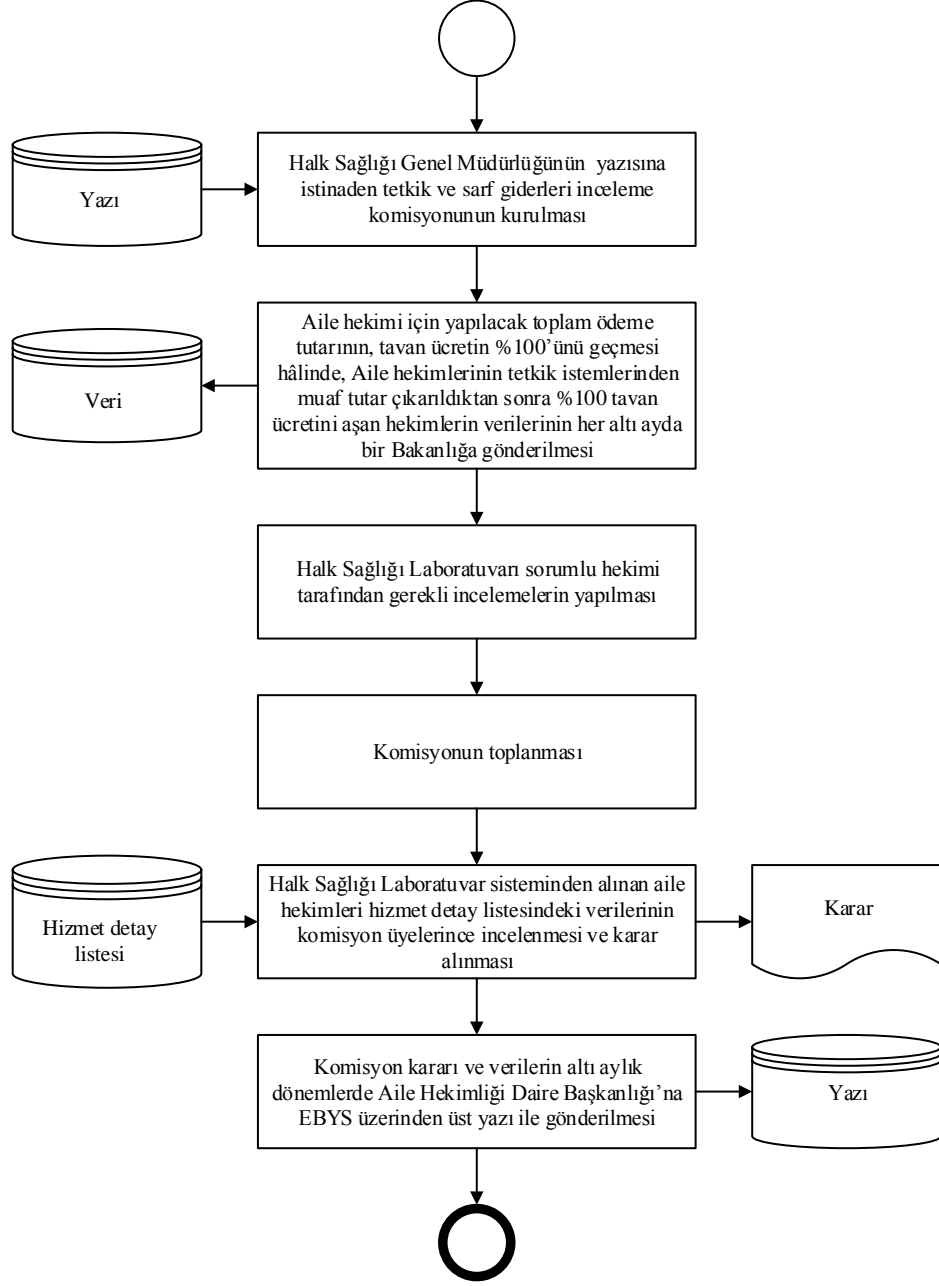 Yazı
Halk Sağlığı Genel Müdürlüğünün yazısına
istinaden tetkik ve sarf giderleri inceleme
komisyonunun kurulması
Aile hekimi için yapılacak toplam ödeme
tutarının, tavan ücretin %100’ünü geçmesi
hâlinde, Aile hekimlerinin tetkik istemlerinden
muaf tutar çıkarıldıktan sonra %100 tavan
ücretini aşan hekimlerin verilerinin her altı ayda
bir Bakanlığa gönderilmesi
Veri
Halk Sağlığı Laboratuvarı sorumlu hekimi
tarafından gerekli incelemelerin yapılması
Komisyonun toplanması
Hizmet detay
listesi
Halk Sağlığı Laboratuvar sisteminden alınan aile
hekimleri hizmet detay listesindeki verilerinin
komisyon üyelerince incelenmesi ve karar
alınması
Karar
Komisyon kararı ve verilerin altı aylık
dönemlerde Aile Hekimliği Daire Başkanlığı’na
EBYS üzerinden üst yazı ile gönderilmesi
Yazı